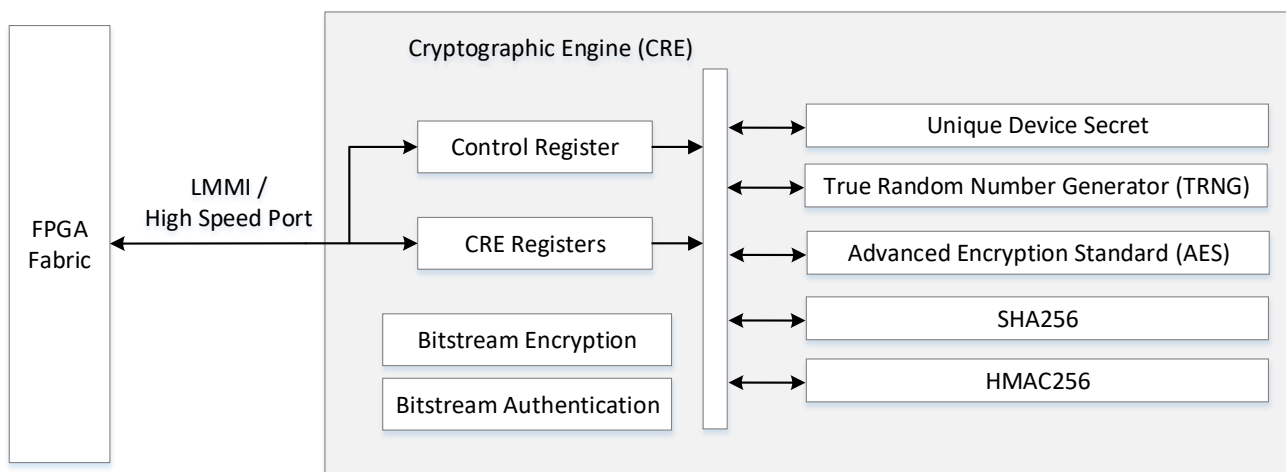 Cryptographic Engine (CRE)
FPGA
Fabric
LMMI /
High Speed Port
Control Register
CRE Registers
Bitstream Encryption
Bitstream Authentication
Unique Device Secret
True Random Number Generator (TRNG)
Advanced Encryption Standard (AES)
SHA256
HMAC256